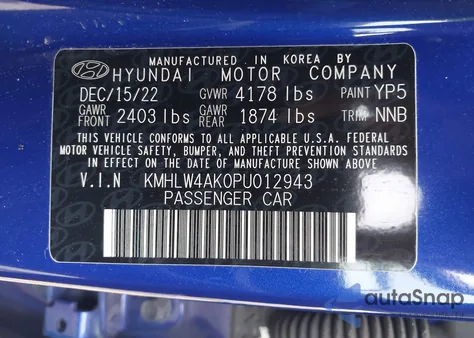 MANUFACTURED IN KOREA BY
HYUNDAI MOTOR COMPANY
DEC/15/22 GVWR 4178 lbs PAINT YP5
GAWR FRONT 2403 lbs GAWR REAR 1874 lbs TRIM NNB
THIS VEHICLE CONFORMS TO ALL APPLICABLE U.S.A. FEDERAL
MOTOR VEHICLE SAFETY, BUMPER, AND THEFT PREVENTION STANDARDS
IN EFFECT ON THE DATE OF MANUFACTURE SHOWN ABOVE.
V.I.N KMHLW4AK0PU012943
PASSENGER CAR
autoSnap